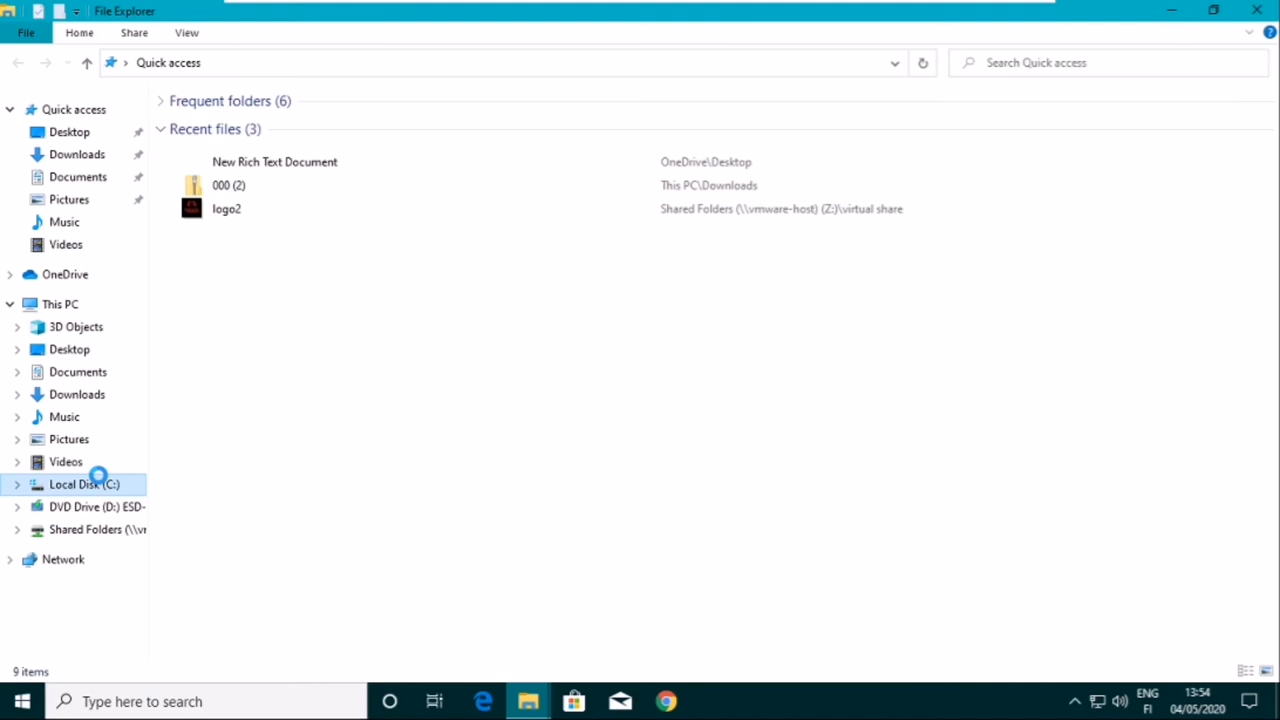 File Explorer
File Home Share View
Quick access
Search Quick access
Quick access
Desktop
Downloads
Documents
Pictures
Music
Videos
OneDrive
This PC
3D Objects
Desktop
Documents
Downloads
Music
Pictures
Videos
Local Disk (C:)
DVD Drive (D:) ESD-
Shared Folders (\\vr
Network
Frequent folders (6)
Recent files (3)
New Rich Text Document OneDrive\Desktop
000 (2) This PC\Downloads
logo2 Shared Folders (\\vmware-host) (Z:)\virtual share
9 items
Type here to search
ENG
FI
13:54
04/05/2020